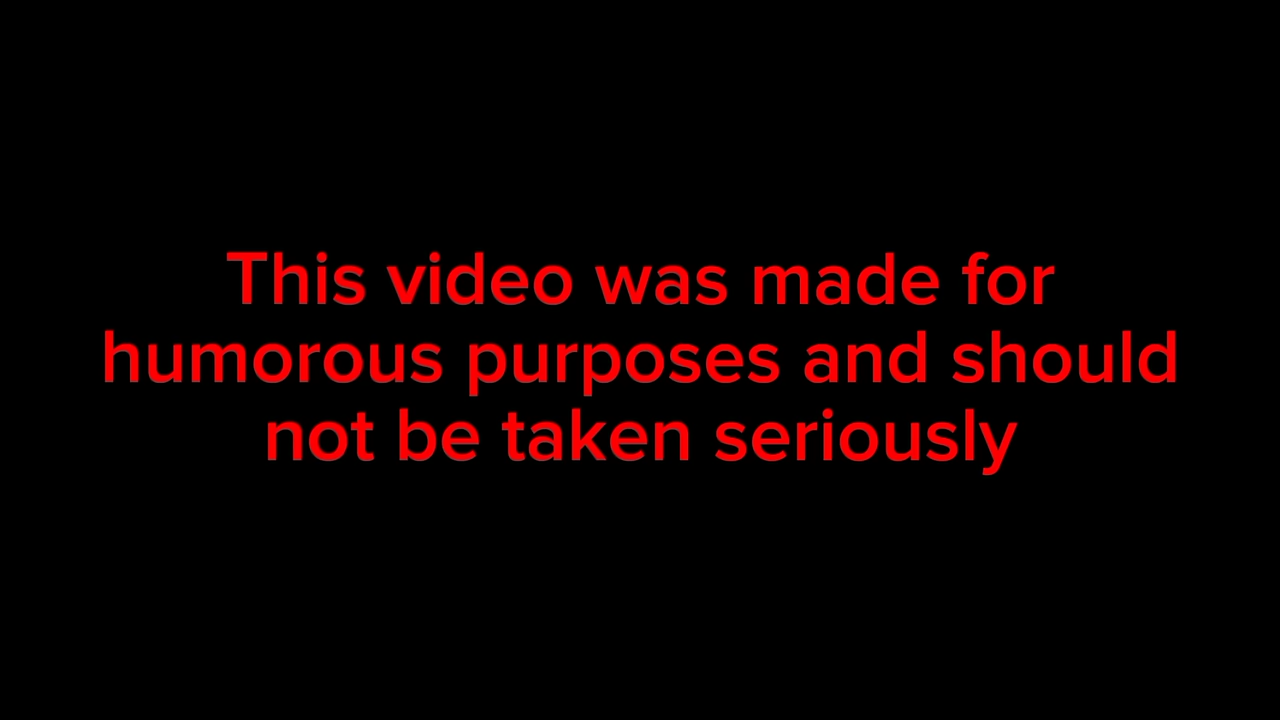 This video was made for
humorous purposes and should
not be taken seriously